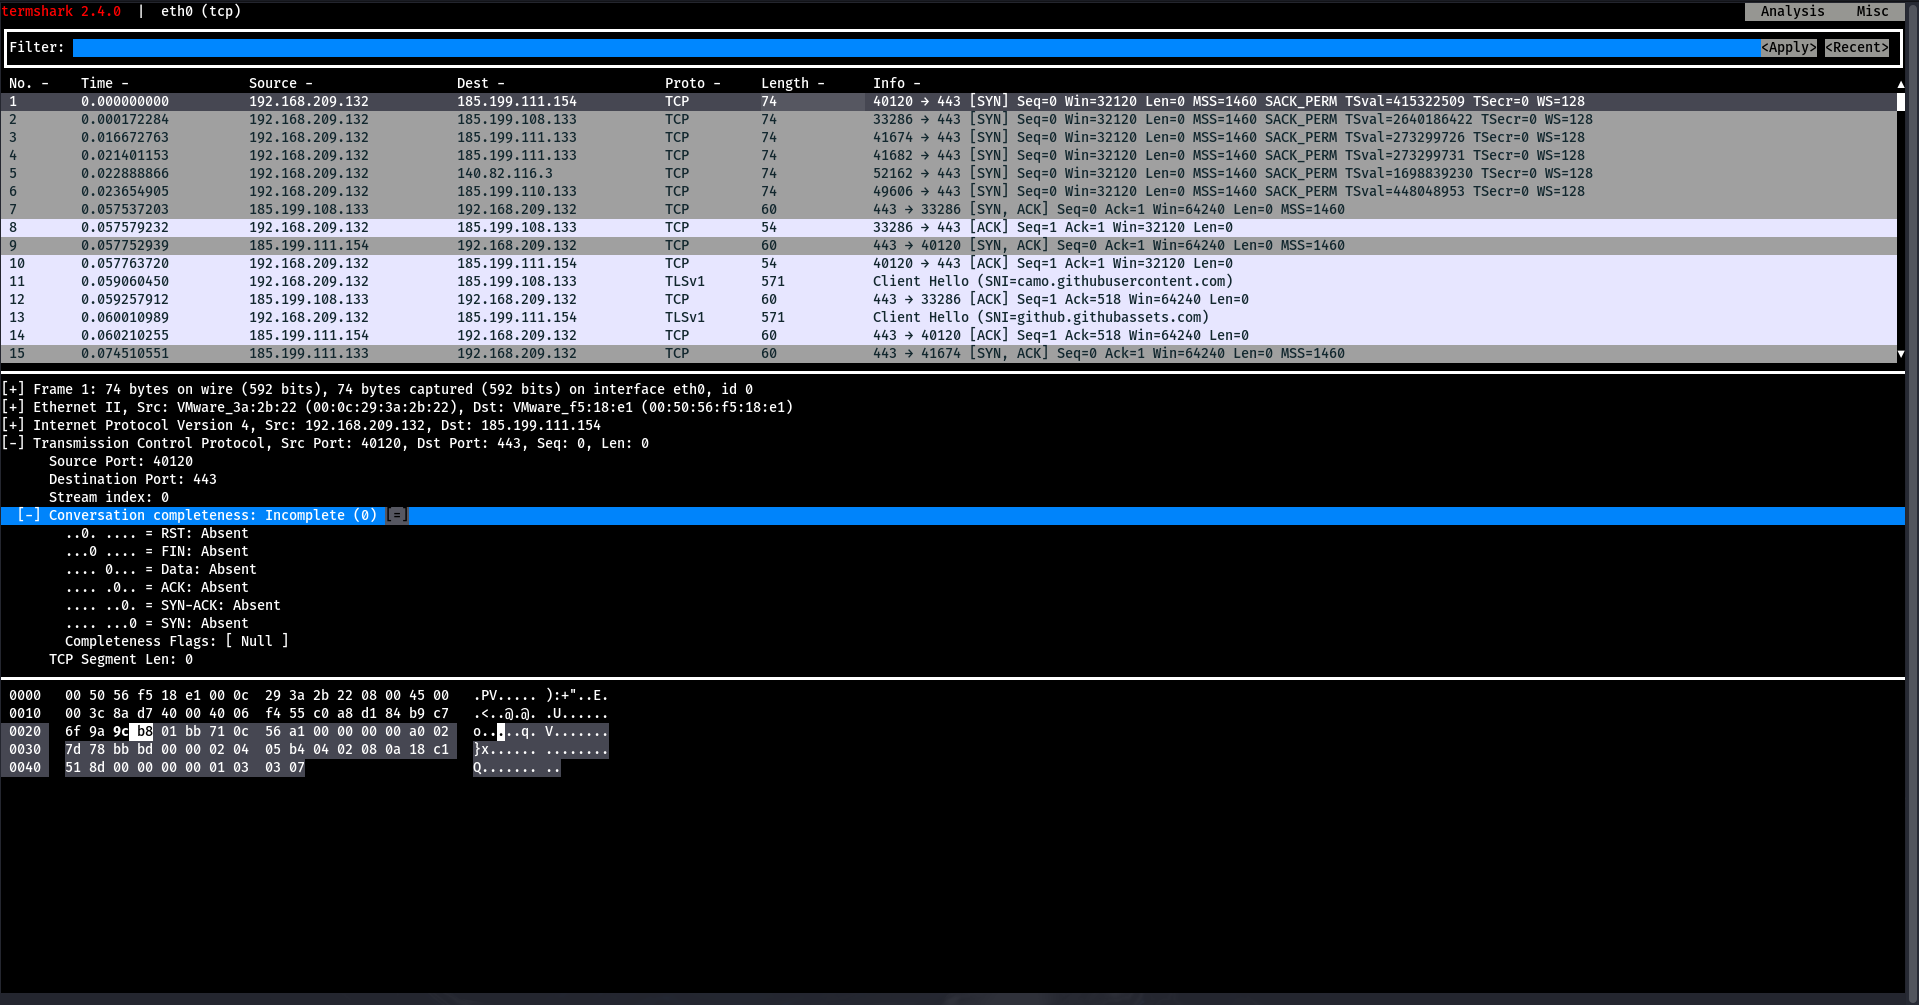 termshark 2.4.0 | eth0 (tcp) Analysis Misc
Filter: <Apply> <Recent>
No. - Time - Source - Dest - Proto - Length - Info -
1 0.000000000 192.168.209.132 185.199.111.154 TCP 74 40120 → 443 [SYN] Seq=0 Win=32120 Len=0 MSS=1460 SACK_PERM TSval=415322509 TSecr=0 WS=128
2 0.000172284 192.168.209.132 185.199.108.133 TCP 74 33286 → 443 [SYN] Seq=0 Win=32120 Len=0 MSS=1460 SACK_PERM TSval=2640186422 TSecr=0 WS=128
3 0.016672763 192.168.209.132 185.199.111.133 TCP 74 41674 → 443 [SYN] Seq=0 Win=32120 Len=0 MSS=1460 SACK_PERM TSval=273299726 TSecr=0 WS=128
4 0.021401153 192.168.209.132 185.199.111.133 TCP 74 41682 → 443 [SYN] Seq=0 Win=32120 Len=0 MSS=1460 SACK_PERM TSval=273299731 TSecr=0 WS=128
5 0.022888866 192.168.209.132 140.82.116.3 TCP 74 52162 → 443 [SYN] Seq=0 Win=32120 Len=0 MSS=1460 SACK_PERM TSval=1698839230 TSecr=0 WS=128
6 0.023654905 192.168.209.132 185.199.110.133 TCP 74 49606 → 443 [SYN] Seq=0 Win=32120 Len=0 MSS=1460 SACK_PERM TSval=448048953 TSecr=0 WS=128
7 0.057537203 185.199.108.133 192.168.209.132 TCP 60 443 → 33286 [SYN, ACK] Seq=0 Ack=1 Win=64240 Len=0 MSS=1460
8 0.057579232 192.168.209.132 185.199.108.133 TCP 54 33286 → 443 [ACK] Seq=1 Ack=1 Win=32120 Len=0
9 0.057752939 185.199.111.154 192.168.209.132 TCP 60 443 → 40120 [SYN, ACK] Seq=0 Ack=1 Win=64240 Len=0 MSS=1460
10 0.057763720 192.168.209.132 185.199.111.154 TCP 54 40120 → 443 [ACK] Seq=1 Ack=1 Win=32120 Len=0
11 0.059060450 192.168.209.132 185.199.108.133 TLSv1 571 Client Hello (SNI=camo.githubusercontent.com)
12 0.059257912 185.199.108.133 192.168.209.132 TCP 60 443 → 33286 [ACK] Seq=1 Ack=518 Win=64240 Len=0
13 0.060010989 192.168.209.132 185.199.111.154 TLSv1 571 Client Hello (SNI=github.githubassets.com)
14 0.060210255 185.199.111.154 192.168.209.132 TCP 60 443 → 40120 [ACK] Seq=1 Ack=518 Win=64240 Len=0
15 0.074510551 185.199.111.133 192.168.209.132 TCP 60 443 → 41674 [SYN, ACK] Seq=0 Ack=1 Win=64240 Len=0 MSS=1460
[+] Frame 1: 74 bytes on wire (592 bits), 74 bytes captured (592 bits) on interface eth0, id 0
[+] Ethernet II, Src: VMware_3a:2b:22 (00:0c:29:3a:2b:22), Dst: VMware_f5:18:e1 (00:50:56:f5:18:e1)
[+] Internet Protocol Version 4, Src: 192.168.209.132, Dst: 185.199.111.154
[-] Transmission Control Protocol, Src Port: 40120, Dst Port: 443, Seq: 0, Len: 0
Source Port: 40120
Destination Port: 443
Stream index: 0
[-] Conversation completeness: Incomplete (0) [=]
..0. .... = RST: Absent
...0 .... = FIN: Absent
.... 0... = Data: Absent
.... .0.. = ACK: Absent
.... ..0. = SYN-ACK: Absent
.... ...0 = SYN: Absent
Completeness Flags: [ Null ]
TCP Segment Len: 0
0000 00 50 56 f5 18 e1 00 0c 29 3a 2b 22 08 00 45 00 .PV..... ):+"..E.
0010 00 3c 8a d7 40 00 40 06 f4 55 c0 a8 d1 84 b9 c7 .<..@.@. .U......
0020 6f 9a 9c b8 01 bb 71 0c 56 a1 00 00 00 00 a0 02 o.....q. V.......
0030 7d 78 bb bd 00 00 02 04 05 b4 04 02 08 0a 18 c1 }x...... ........
0040 51 8d 00 00 00 00 01 03 03 07 Q....... ..